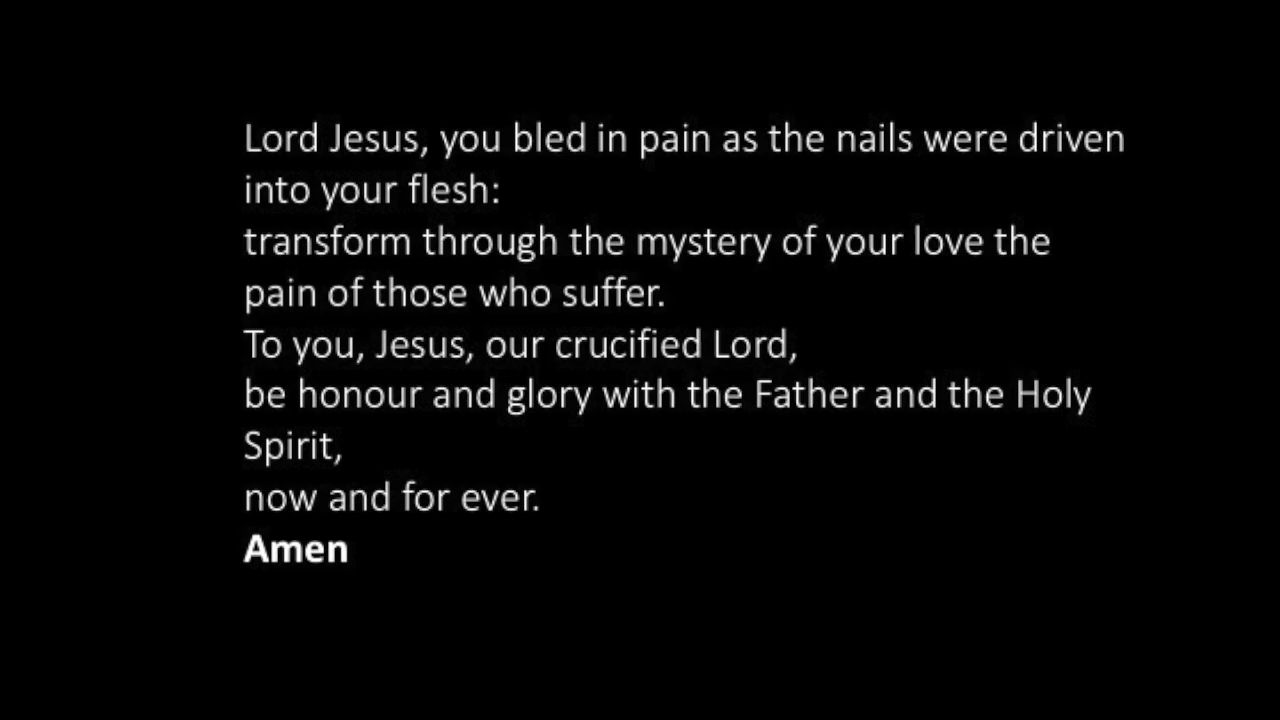 Lord Jesus, you bled in pain as the nails were driven
into your flesh:
transform through the mystery of your love the
pain of those who suffer.
To you, Jesus, our crucified Lord,
be honour and glory with the Father and the Holy
Spirit,
now and for ever.
Amen